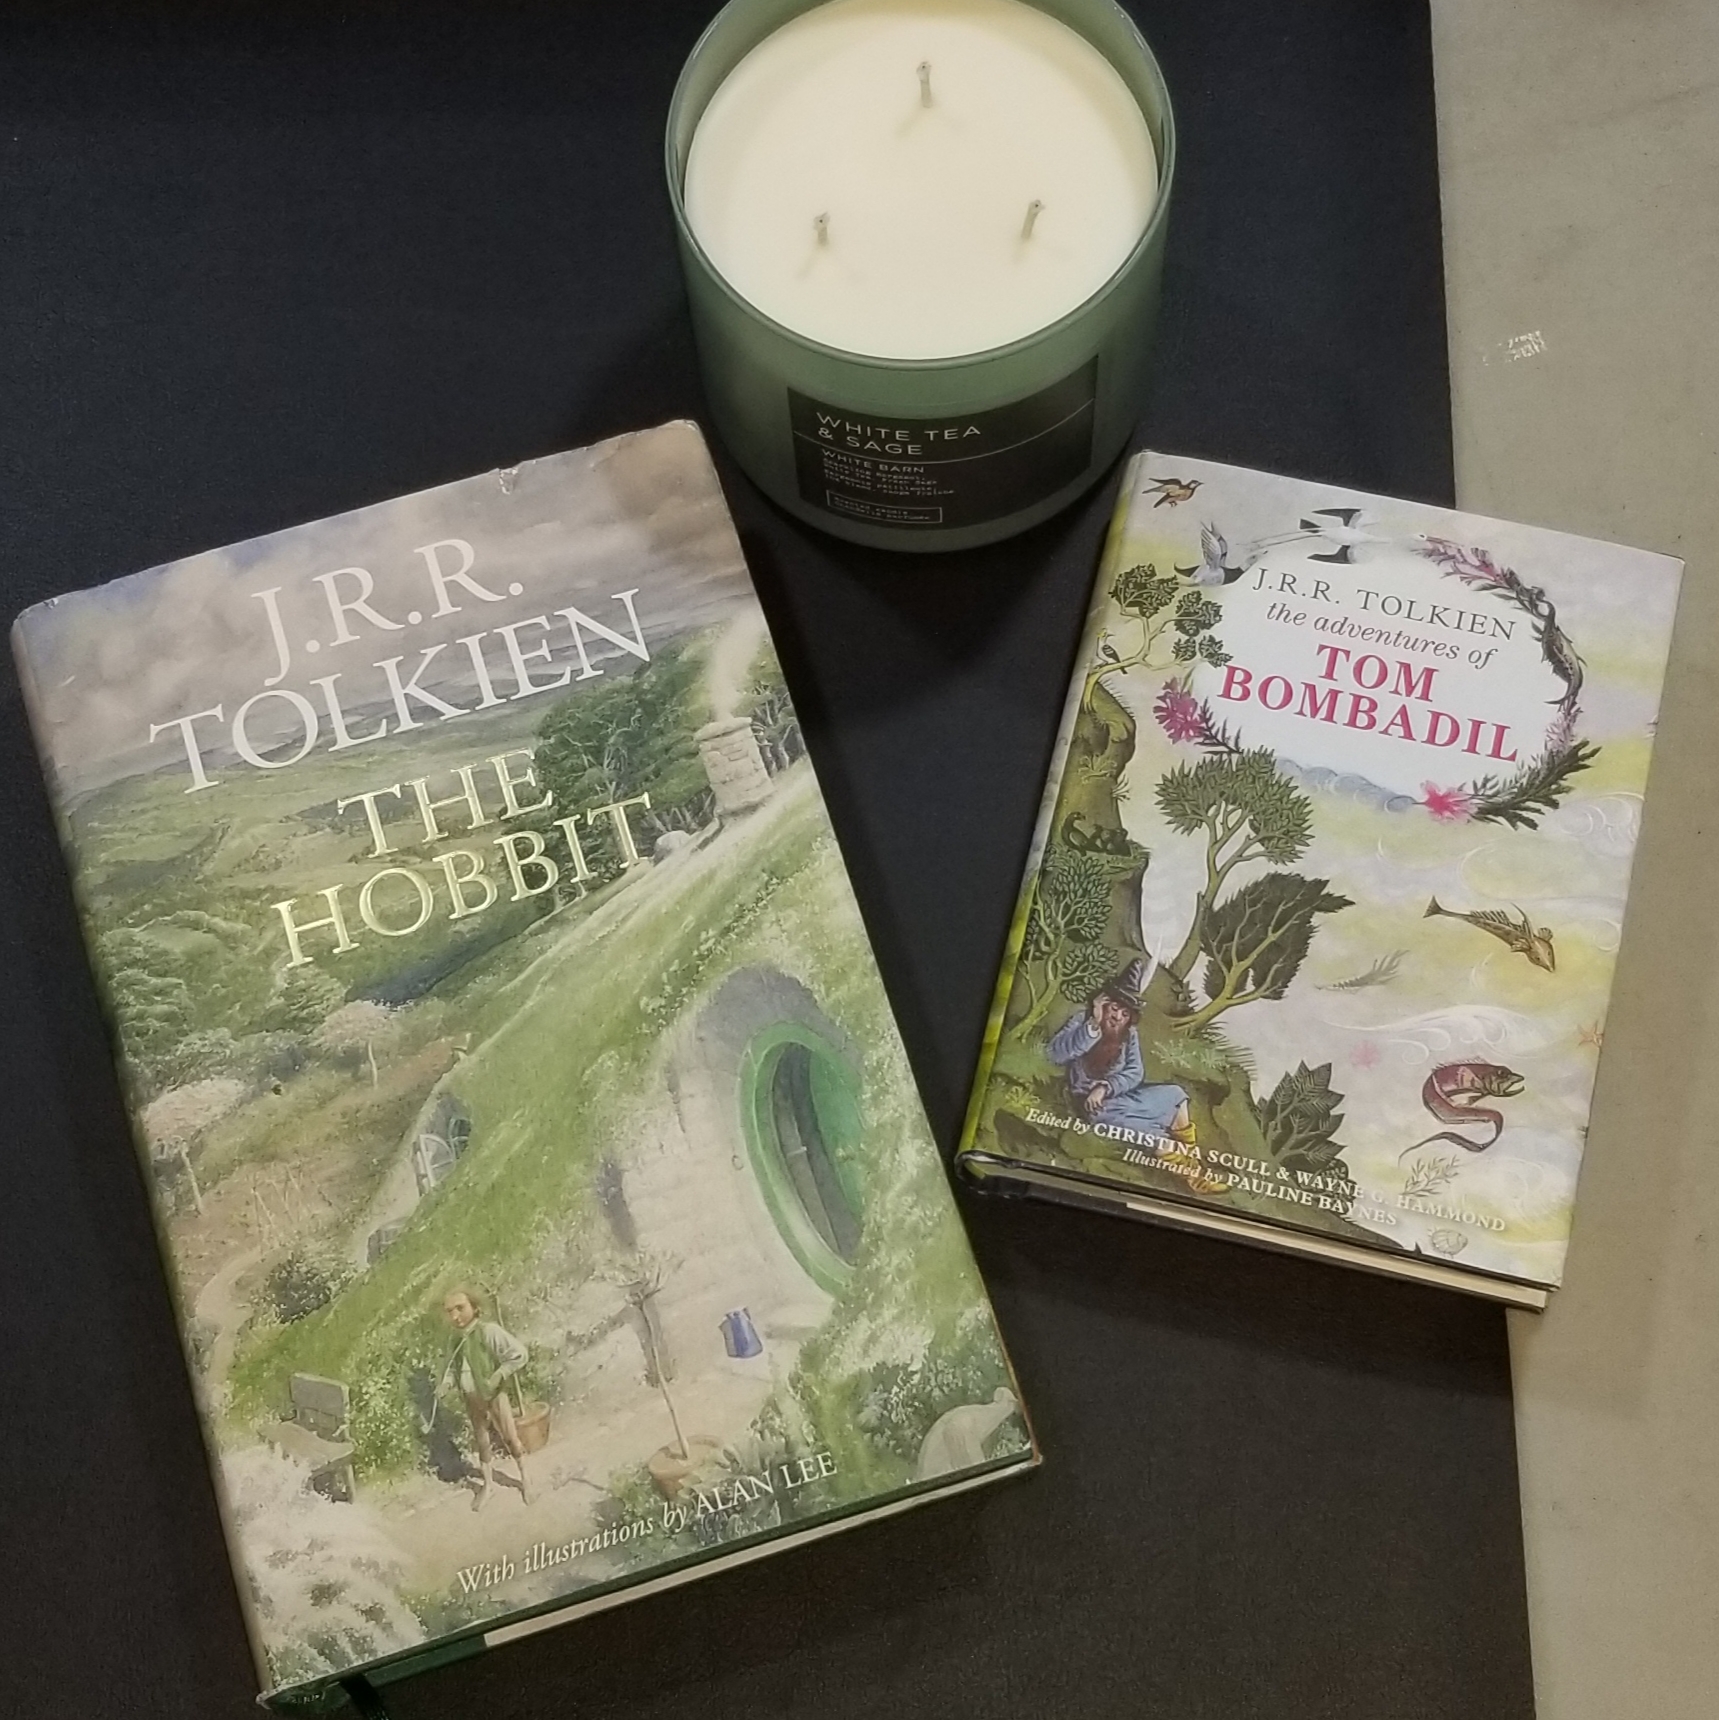 WHITE TEA
& SAGE
WHITE BARN
J.R.R.
TOLKIEN
THE
HOBBIT
With illustrations by ALAN LEE
J.R.R. TOLKIEN
the adventures of
TOM
BOMBADIL
Edited by CHRISTINA SCULL & WAYNE G. HAMMOND
Illustrated by PAULINE BAYNES